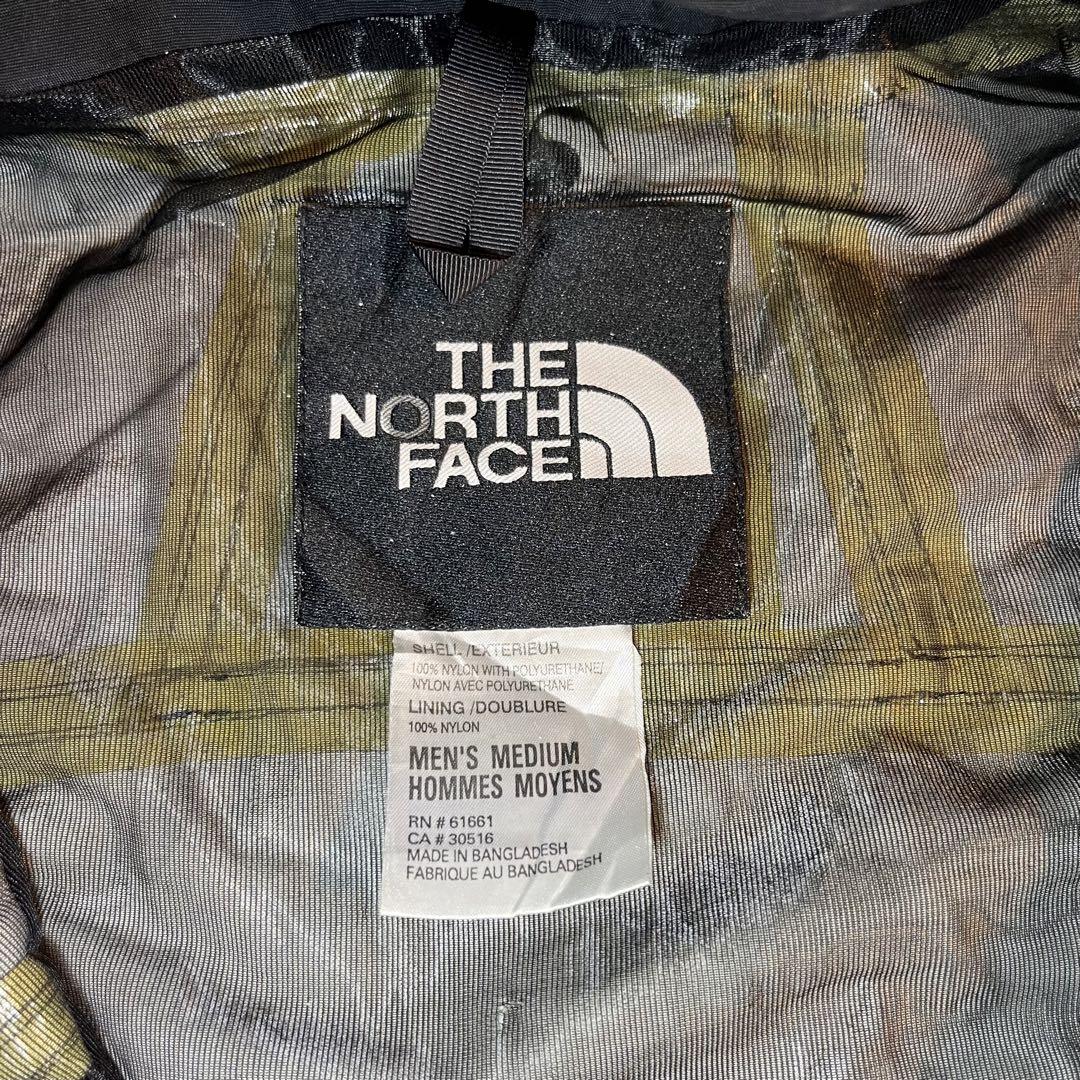 THE
NORTH
FACE
SHELL /EXTERIEUR
100% NYLON WITH POLYURETHANE/
NYLON AVEC POLYURETHANE
LINING /DOUBLURE
100% NYLON
MEN'S MEDIUM
HOMMES MOYENS
RN # 61661
CA # 30516
MADE IN BANGLADESH
FABRIQUE AU BANGLADESH